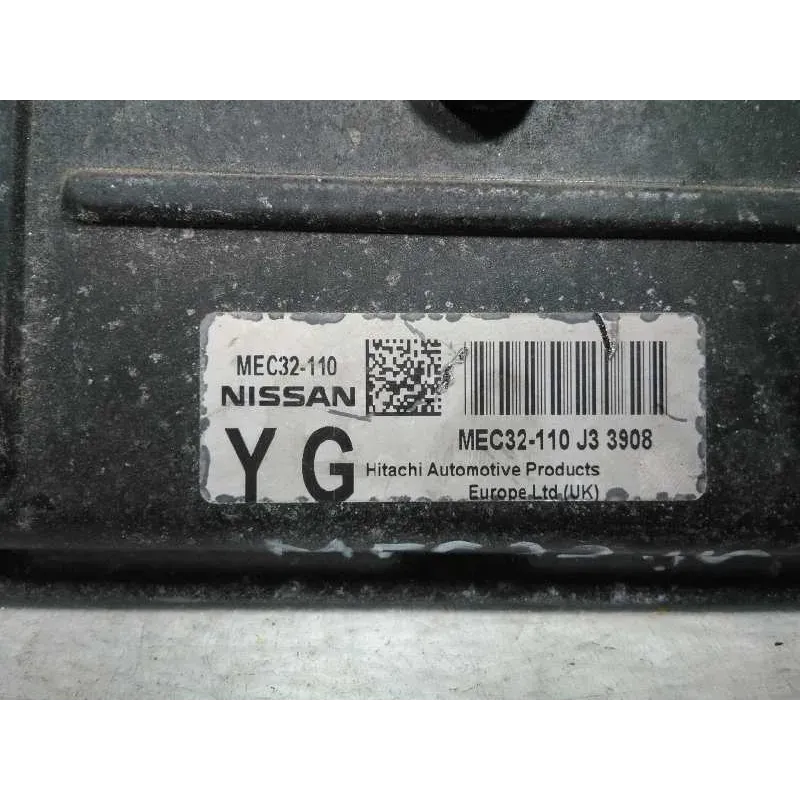 MEC32-110
NISSAN
YG
MEC32-110 J3 3908
Hitachi Automotive Products
Europe Ltd (UK)